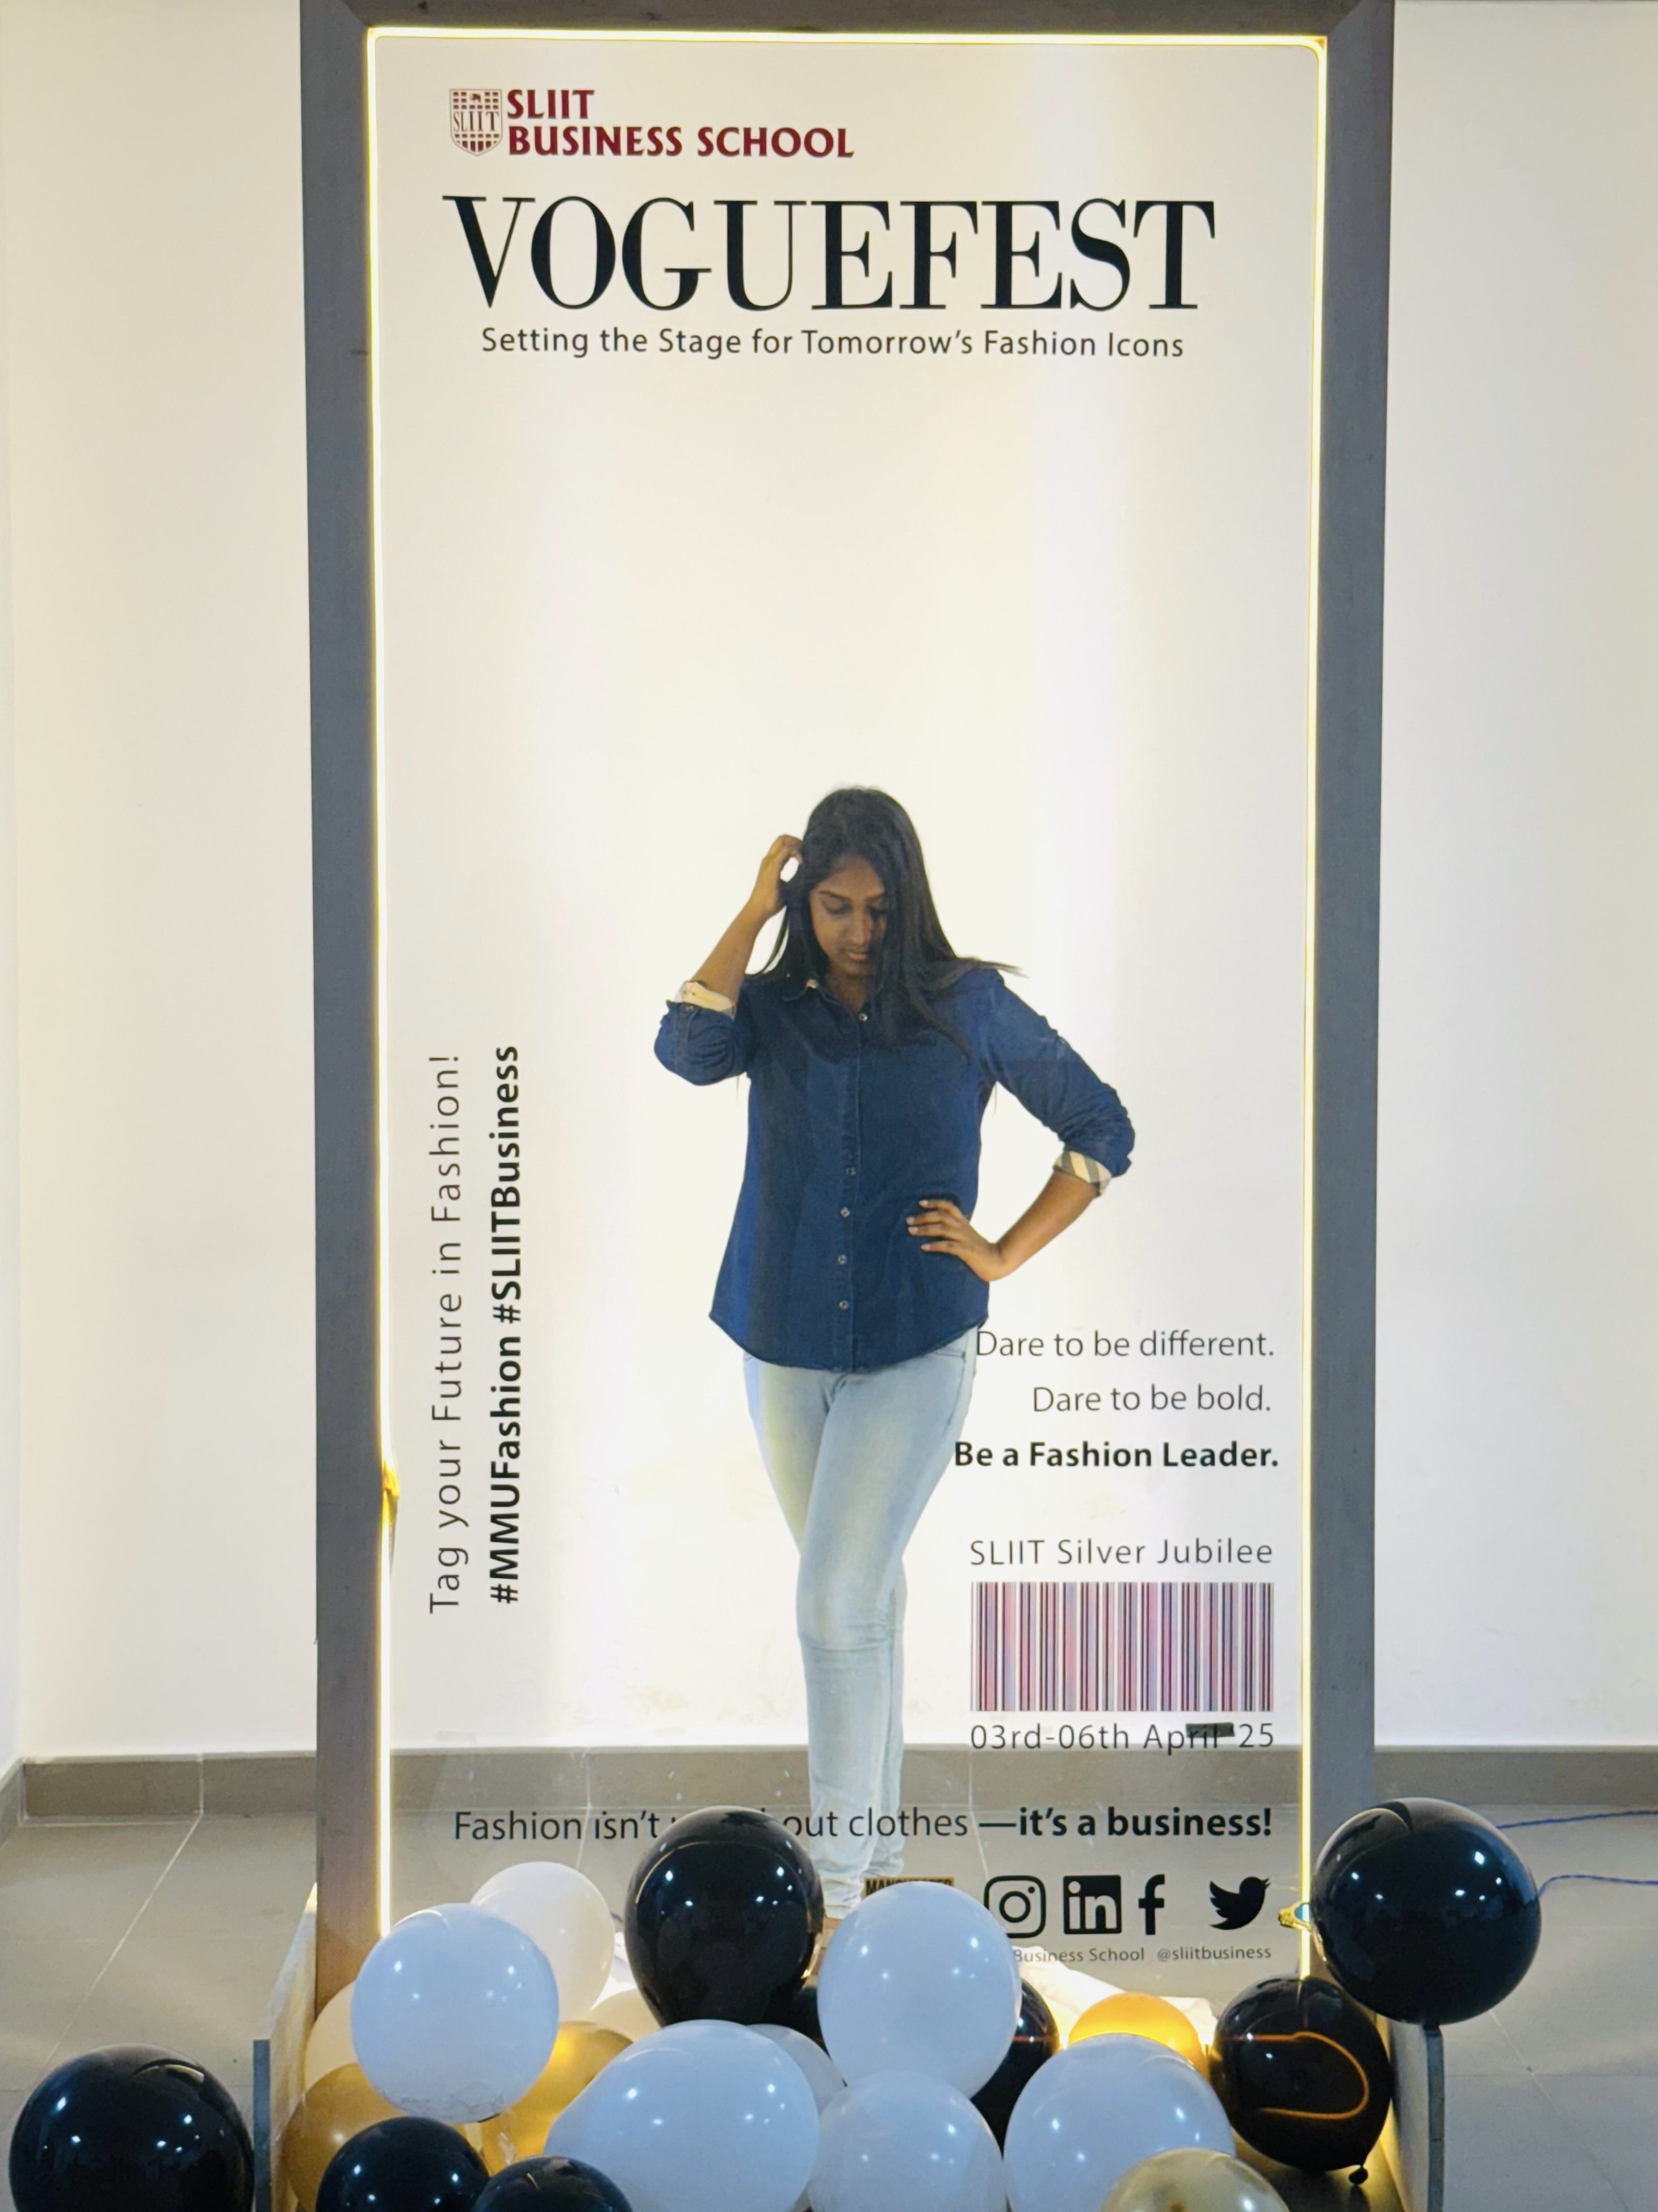 SLIIT
SLIIT
BUSINESS SCHOOL
VOGUEFEST
Setting the Stage for Tomorrow's Fashion Icons
Tag your Future in Fashion!
#MMUFashion #SLIITBusiness
Dare to be different.
Dare to be bold.
Be a Fashion Leader.
SLIIT Silver Jubilee
03rd-06th April 25
Fashion isn't clothes —it's a business!
in f
Business School @sliitbusiness